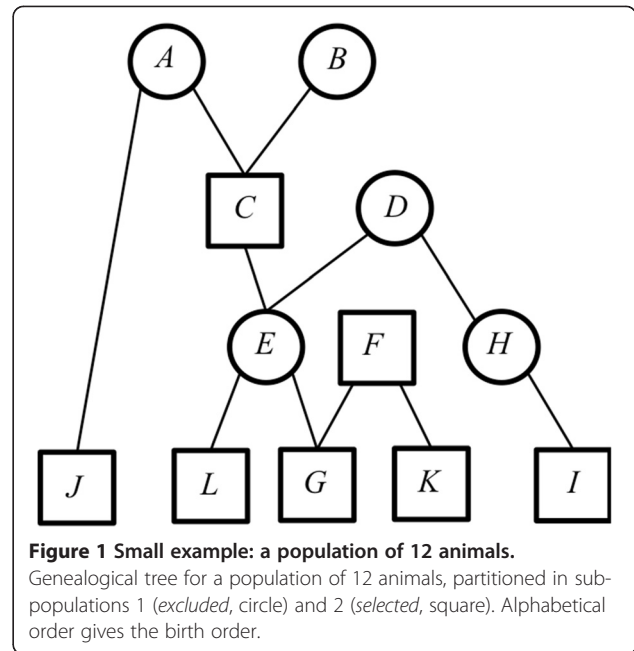 A B
C D
E F H
J L G K I
Figure 1 Small example: a population of 12 animals.
Genealogical tree for a population of 12 animals, partitioned in sub-
populations 1 (excluded, circle) and 2 (selected, square). Alphabetical
order gives the birth order.